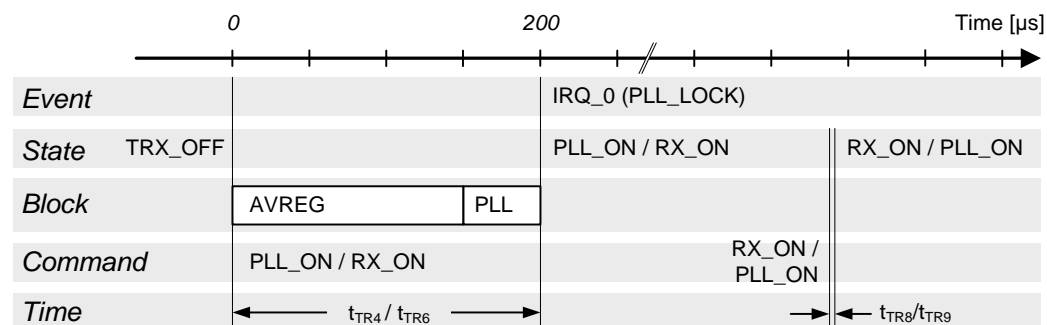 0 200 Time [µs]
Event IRQ_0 (PLL_LOCK)
State TRX_OFF PLL_ON / RX_ON RX_ON / PLL_ON
Block AVREG PLL
Command PLL_ON / RX_ON RX_ON /
PLL_ON
Time tTR4 / tTR6 tTR8/tTR9